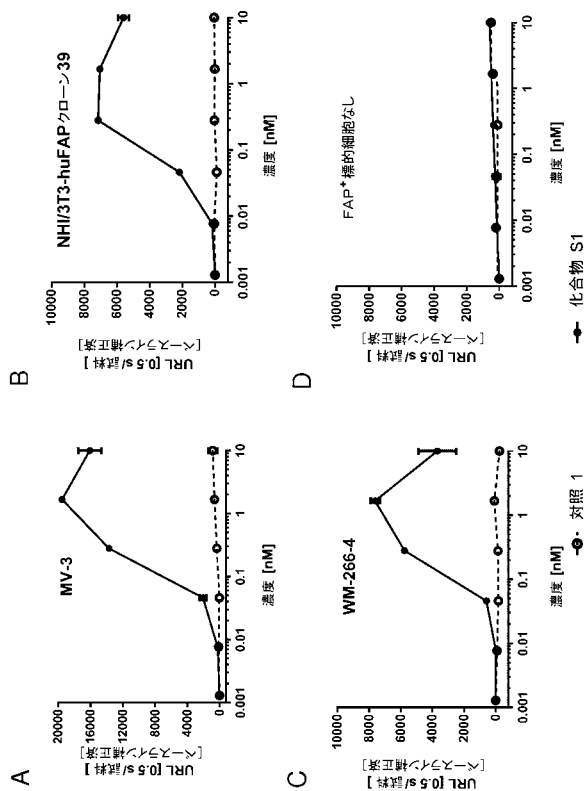 A
MV-3
URL [0.5 s/試料]
[ベースライン補正済]
20000
16000
12000
8000
4000
0
0.001
0.01
0.1
1
10
濃度 [nM]
B
NHI/3T3-huFAPクローン39
URL [0.5 s/試料]
[ベースライン補正済]
10000
8000
6000
4000
2000
0
0.001
0.01
0.1
1
10
濃度 [nM]
C
WM-266-4
URL [0.5 s/試料]
[ベースライン補正済]
10000
8000
6000
4000
2000
0
0.001
0.01
0.1
1
10
濃度 [nM]
D
FAP⁺標的細胞なし
URL [0.5 s/試料]
[ベースライン補正済]
10000
8000
6000
4000
2000
0
0.001
0.01
0.1
1
10
濃度 [nM]
対照 1
化合物 S1